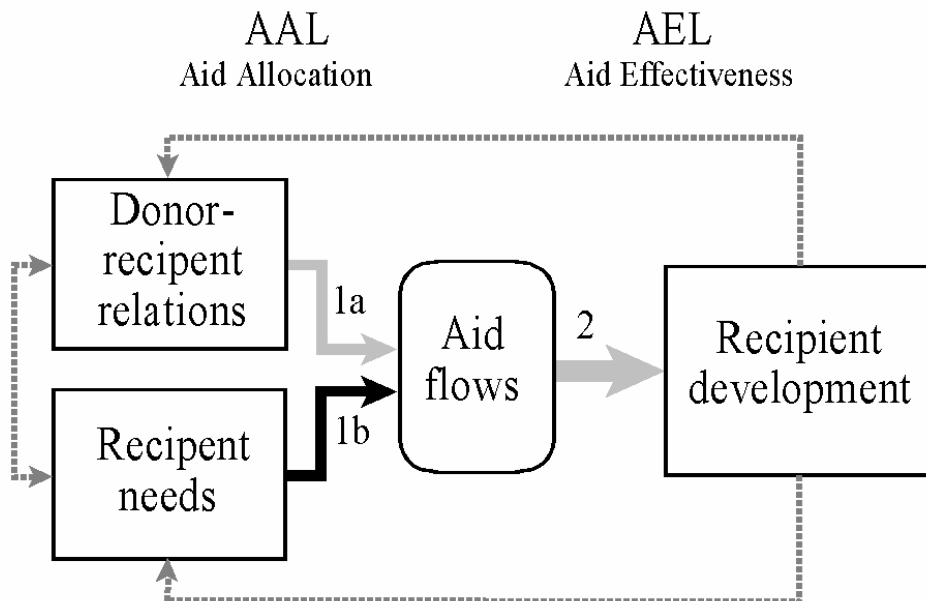 AAL
Aid Allocation
AEL
Aid Effectiveness
Donor-
recipent
relations
1a
Aid
flows
2
Recipient
development
Recipent
needs
1b